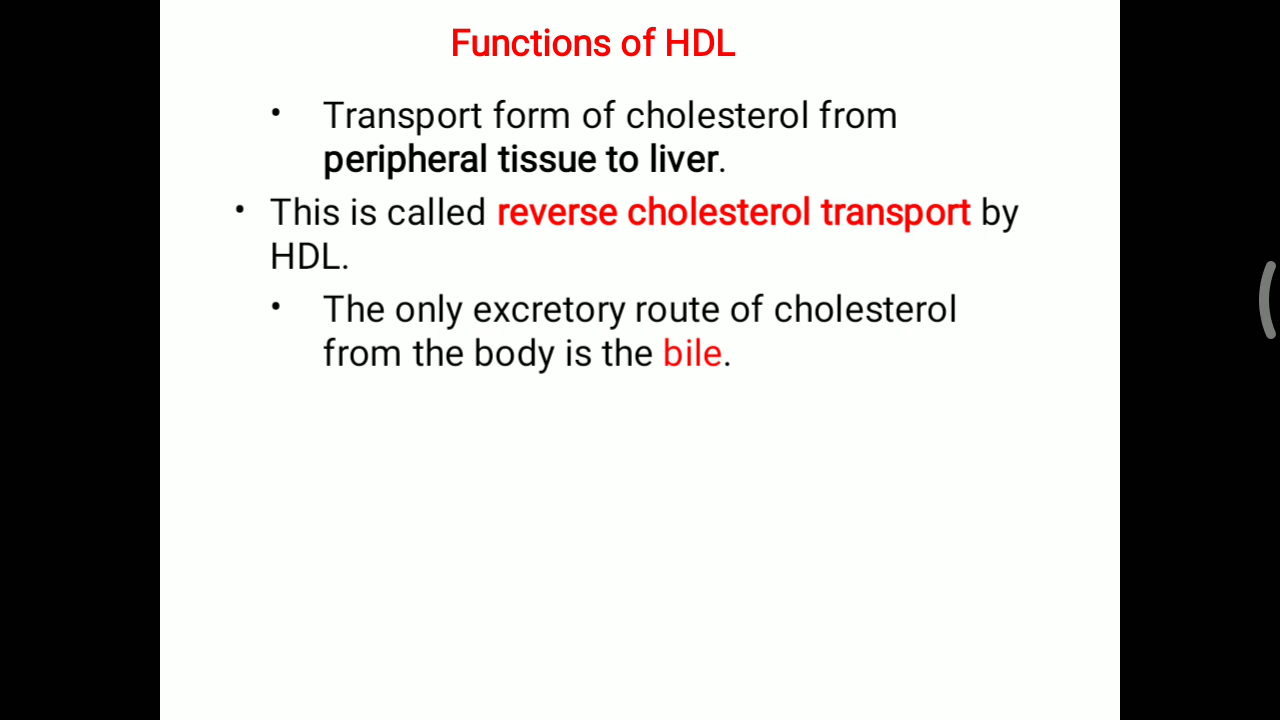 Functions of HDL
• Transport form of cholesterol from
peripheral tissue to liver.
• This is called reverse cholesterol transport by
HDL.
• The only excretory route of cholesterol
from the body is the bile.